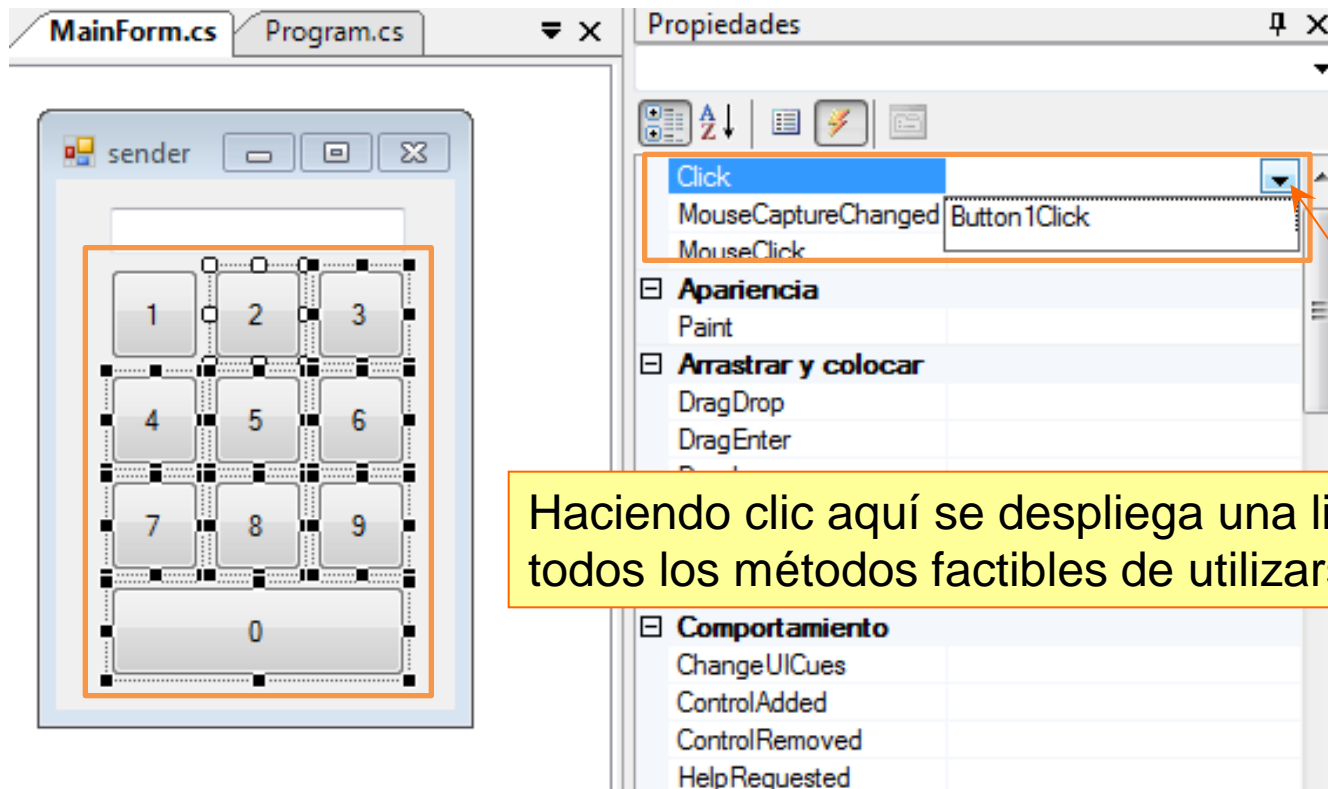 MainForm.cs
Program.cs
Propiedades
sender
1
2
3
4
5
6
7
8
9
0
Click
MouseCaptureChanged
Button1Click
MouseClick
Apariencia
Paint
Arrastrar y colocar
DragDrop
DragEnter
Haciendo clic aquí se despliega una
todos los métodos factibles de
Comportamiento
ChangeUICues
ControlAdded
ControlRemoved
HelpRequested